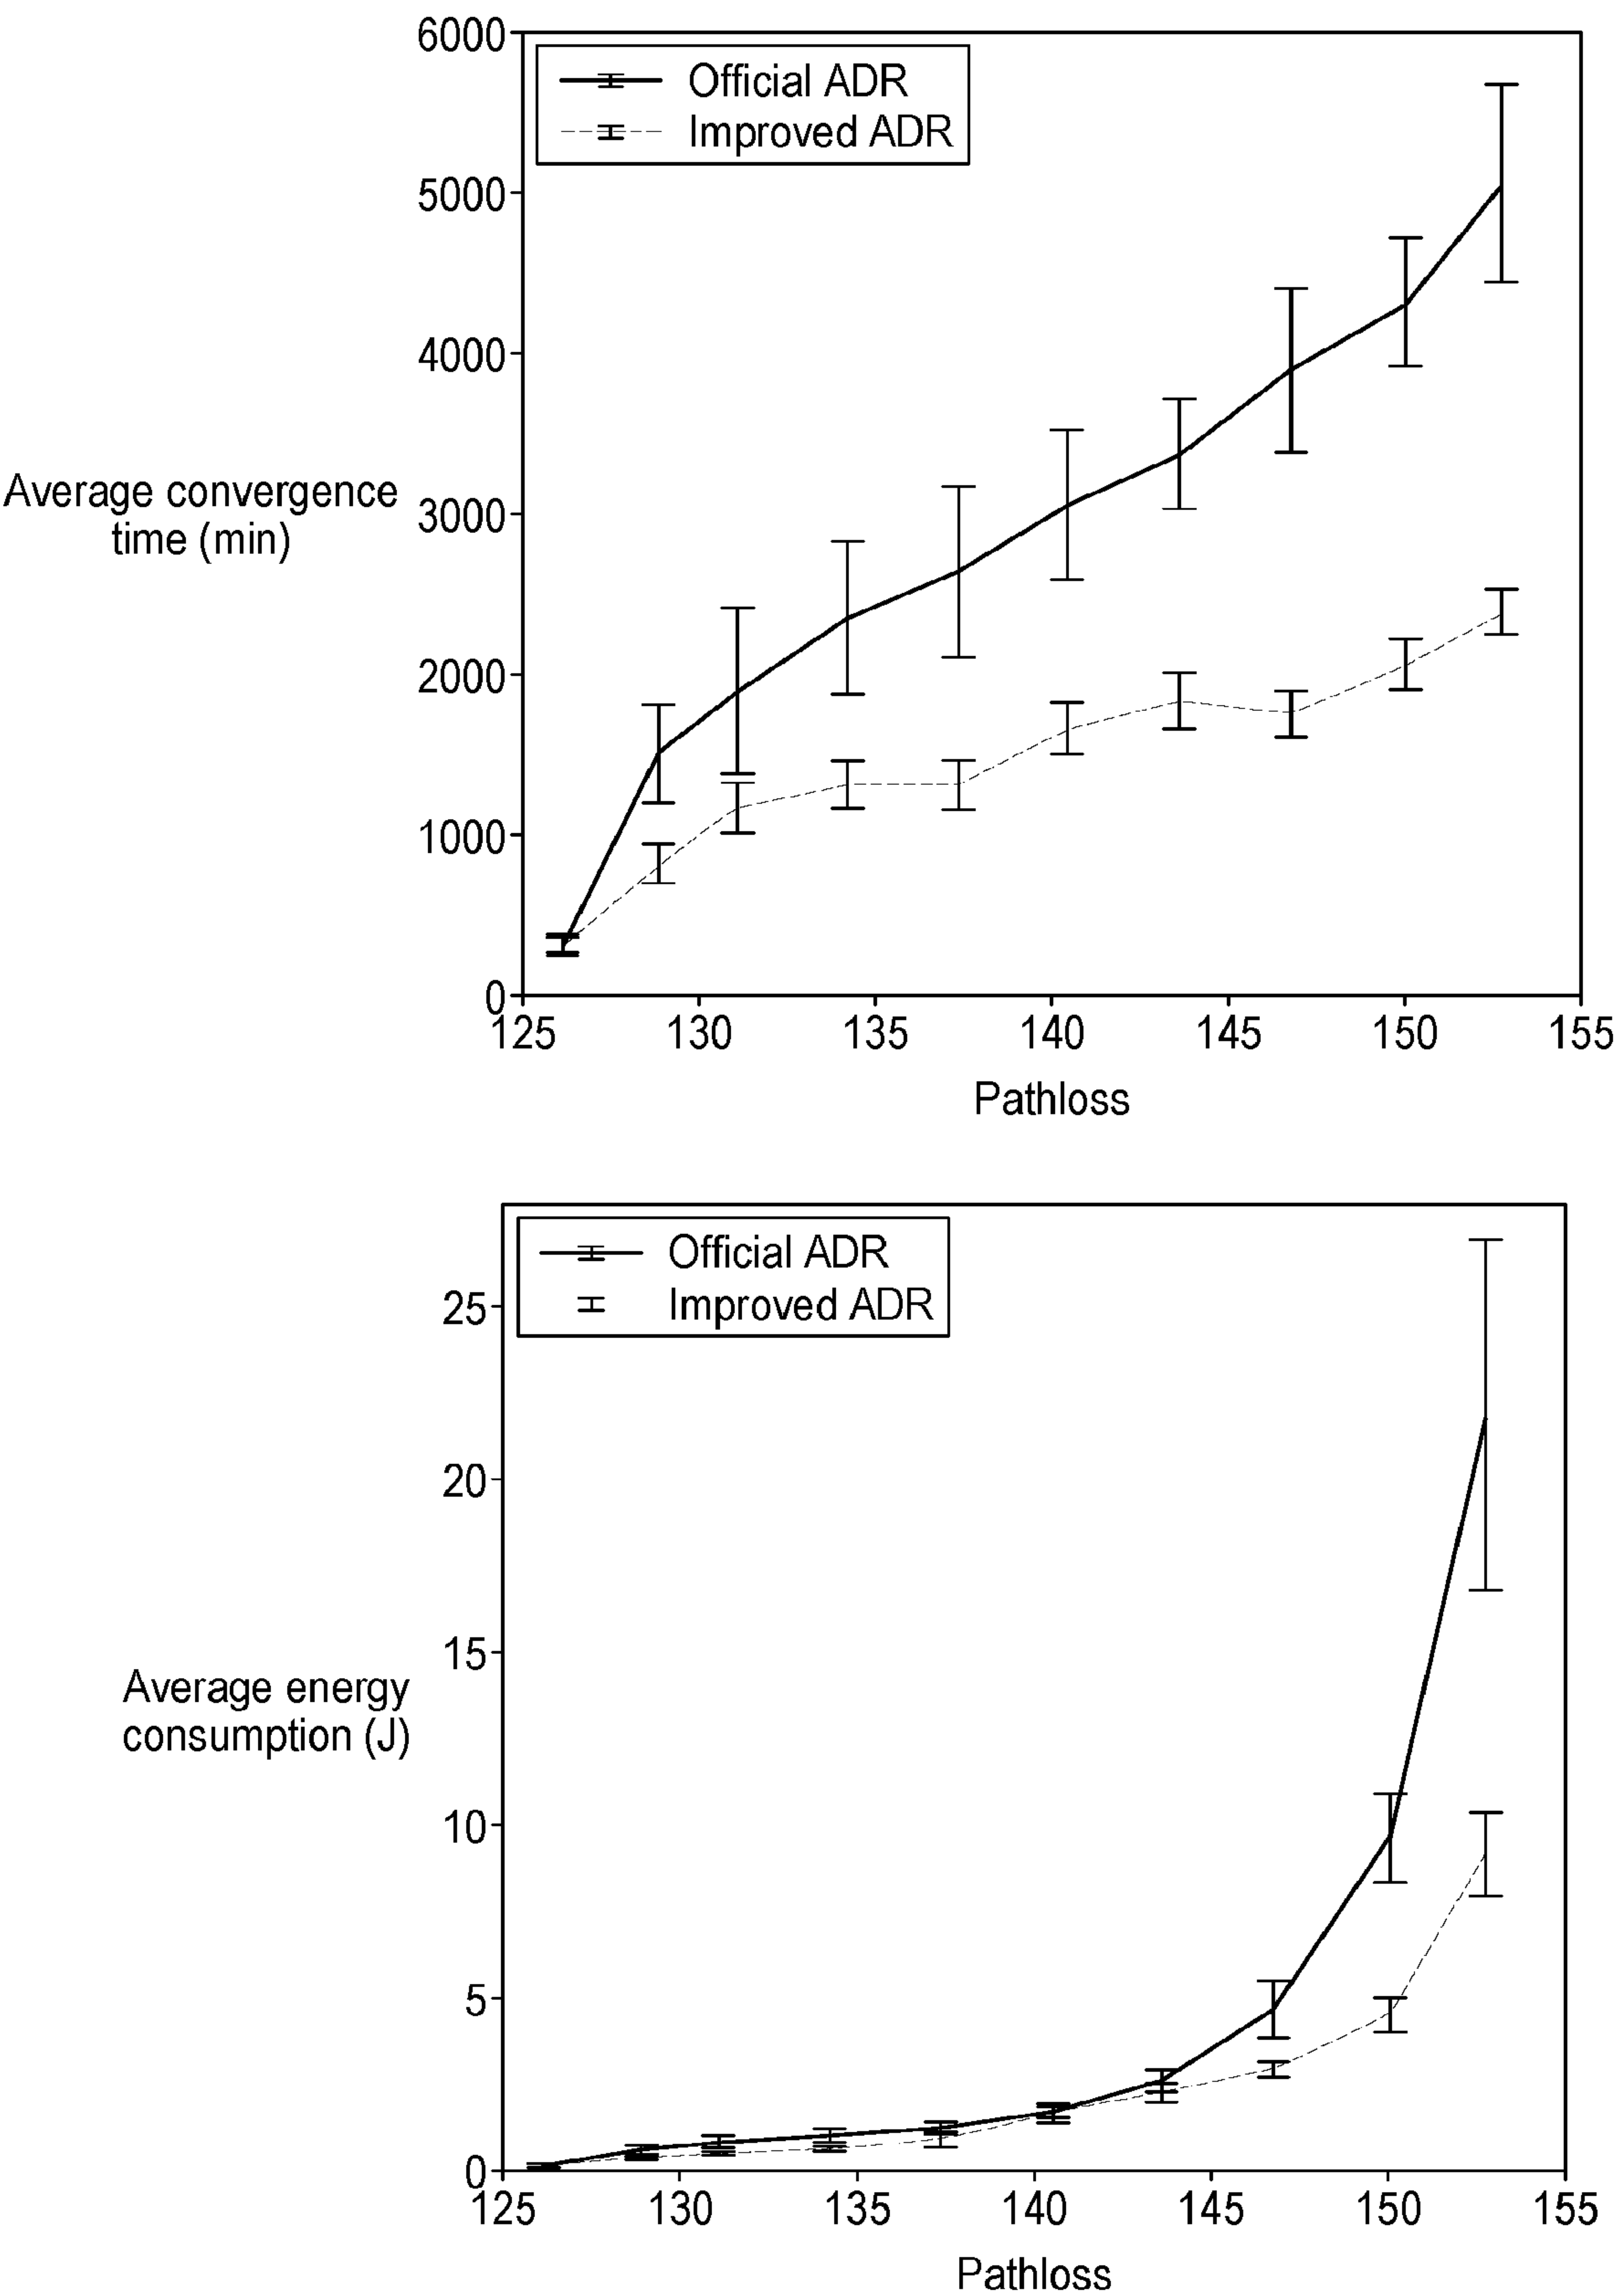 6000
5000
4000
3000
2000
1000
0
Official ADR
Improved ADR
Average convergence
time (min)
125 130 135 140 145 150 155
Pathloss
25
20
15
10
5
0
Official ADR
Improved ADR
Average energy
consumption (J)
125 130 135 140 145 150 155
Pathloss